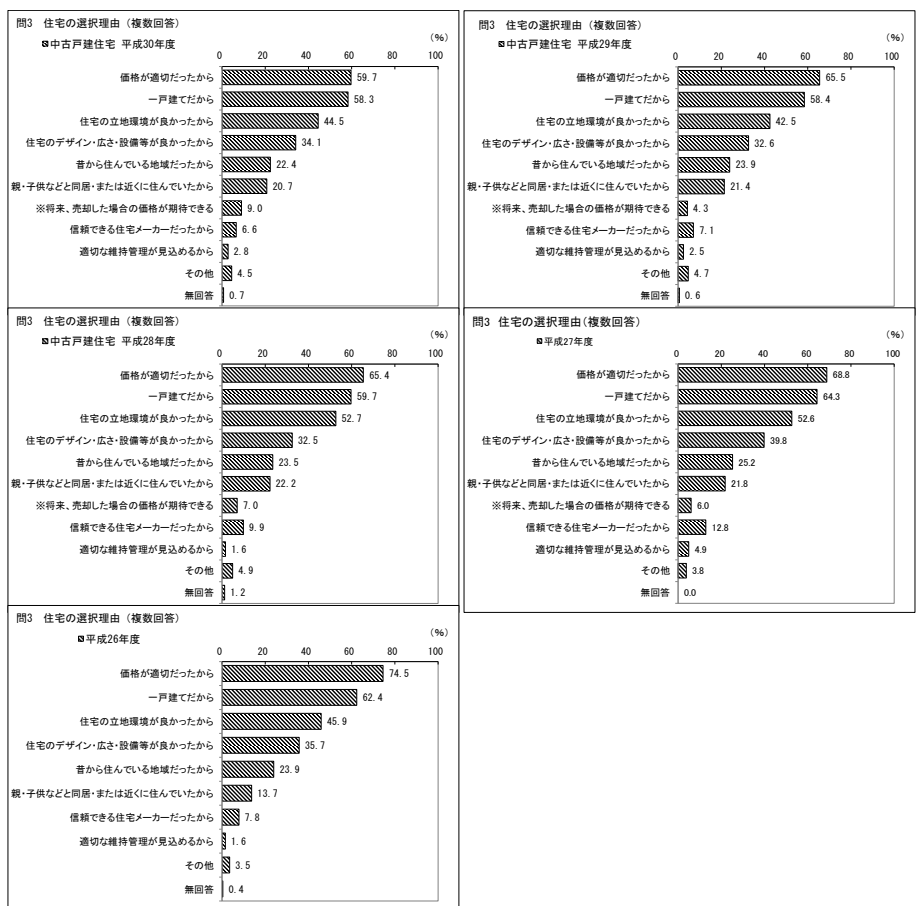 問3　住宅の選択理由（複数回答）
(%)
中古戸建住宅 平成30年度
0 20 40 60 80 100
価格が適切だったから 59.7
一戸建てだから 58.3
住宅の立地環境が良かったから 44.5
住宅のデザイン・広さ・設備等が良かったから 34.1
昔から住んでいる地域だったから 22.4
親・子供などと同居・または近くに住んでいたから 20.7
※将来、売却した場合の価格が期待できる 9.0
信頼できる住宅メーカーだったから 6.6
適切な維持管理が見込めるから 2.8
その他 4.5
無回答 0.7
問3　住宅の選択理由（複数回答）
(%)
中古戸建住宅 平成29年度
0 20 40 60 80 100
価格が適切だったから 65.5
一戸建てだから 58.4
住宅の立地環境が良かったから 42.5
住宅のデザイン・広さ・設備等が良かったから 32.6
昔から住んでいる地域だったから 23.9
親・子供などと同居・または近くに住んでいたから 21.4
※将来、売却した場合の価格が期待できる 4.3
信頼できる住宅メーカーだったから 7.1
適切な維持管理が見込めるから 2.5
その他 4.7
無回答 0.6
問3　住宅の選択理由（複数回答）
(%)
中古戸建住宅 平成28年度
0 20 40 60 80 100
価格が適切だったから 65.4
一戸建てだから 59.7
住宅の立地環境が良かったから 52.7
住宅のデザイン・広さ・設備等が良かったから 32.5
昔から住んでいる地域だったから 23.5
親・子供などと同居・または近くに住んでいたから 22.2
※将来、売却した場合の価格が期待できる 7.0
信頼できる住宅メーカーだったから 9.9
適切な維持管理が見込めるから 1.6
その他 4.9
無回答 1.2
問3　住宅の選択理由(複数回答)
(%)
平成27年度
0 20 40 60 80 100
価格が適切だったから 68.8
一戸建てだから 64.3
住宅の立地環境が良かったから 52.6
住宅のデザイン・広さ・設備等が良かったから 39.8
昔から住んでいる地域だったから 25.2
親・子供などと同居・または近くに住んでいたから 21.8
※将来、売却した場合の価格が期待できる 6.0
信頼できる住宅メーカーだったから 12.8
適切な維持管理が見込めるから 4.9
その他 3.8
無回答 0.0
問3　住宅の選択理由（複数回答）
(%)
平成26年度
0 20 40 60 80 100
価格が適切だったから 74.5
一戸建てだから 62.4
住宅の立地環境が良かったから 45.9
住宅のデザイン・広さ・設備等が良かったから 35.7
昔から住んでいる地域だったから 23.9
親・子供などと同居・または近くに住んでいたから 13.7
信頼できる住宅メーカーだったから 7.8
適切な維持管理が見込めるから 1.6
その他 3.5
無回答 0.4